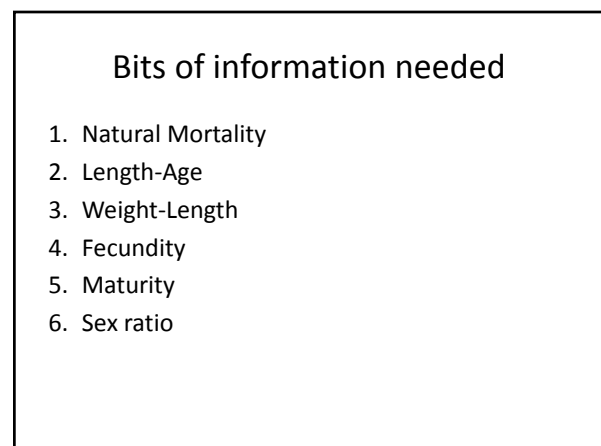 Bits of information needed
1. Natural Mortality
2. Length-Age
3. Weight-Length
4. Fecundity
5. Maturity
6. Sex ratio